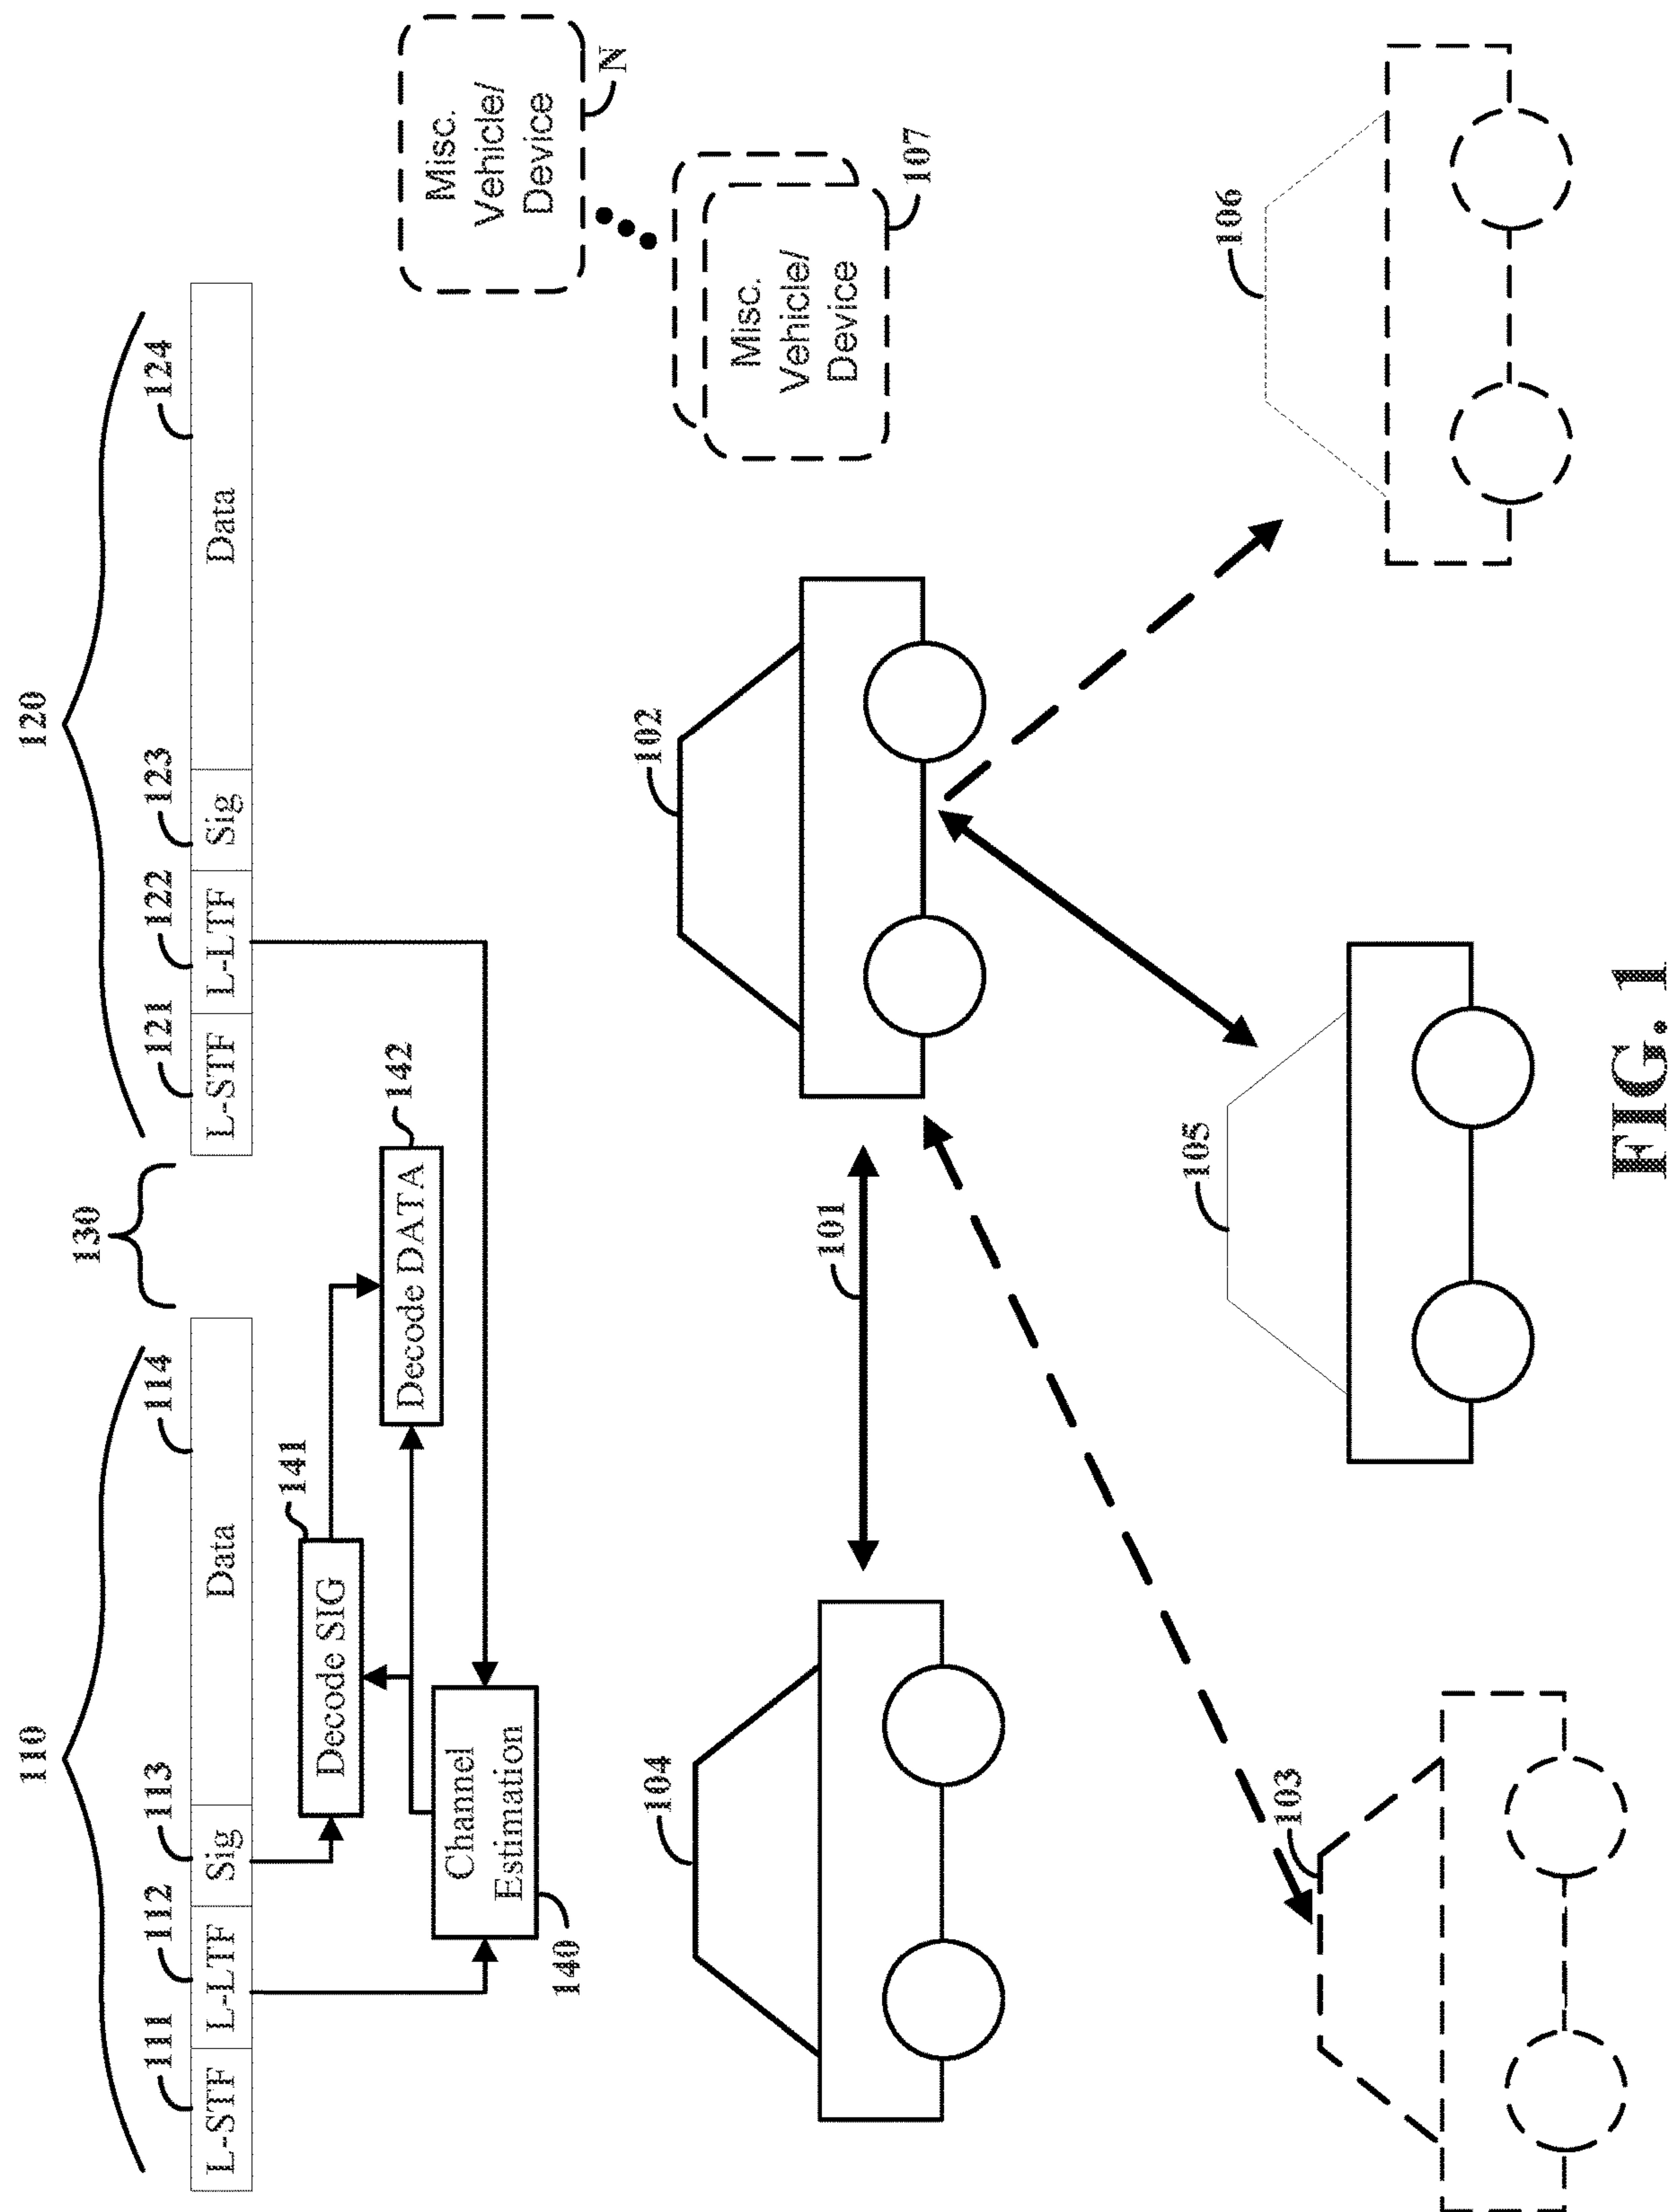 110
130
120
111
112
113
114
121
122
123
124
L-STF
L-LTF
Sig
Data
L-STF
L-LTF
Sig
Data
141
Decode SIG
142
Decode DATA
Channel
Estimation
140
Misc.
Vehicle/
Device
N
Misc.
Vehicle/
Device
107
104
101
102
103
105
106
FIG. 1